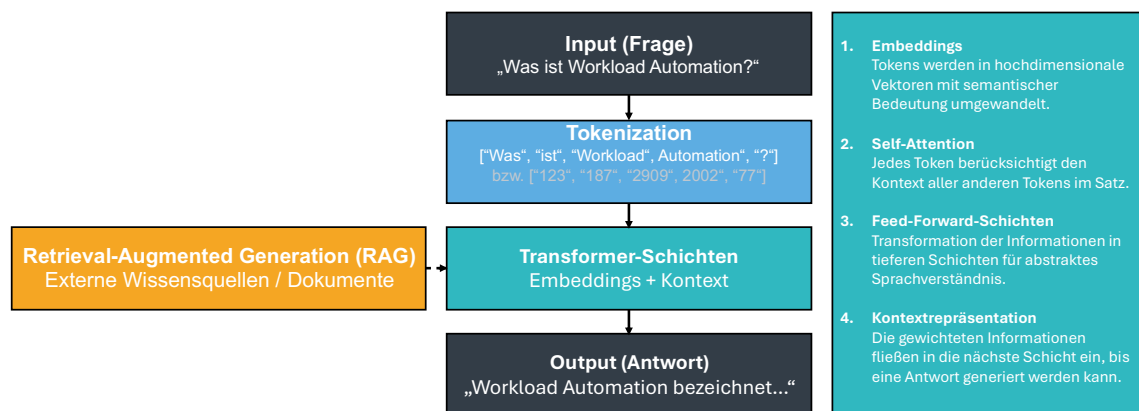 Input (Frage)
„Was ist Workload Automation?“
Tokenization
[“Was“, “ist“, “Workload“, Automation“, “?“]
bzw. [“123“, “187“, “2909“, 2002“, “77“]
Retrieval-Augmented Generation (RAG)
Externe Wissensquellen / Dokumente
Transformer-Schichten
Embeddings + Kontext
Output (Antwort)
„Workload Automation bezeichnet...“
1. Embeddings
Tokens werden in hochdimensionale
Vektoren mit semantischer
Bedeutung umgewandelt.
2. Self-Attention
Jedes Token berücksichtigt den
Kontext aller anderen Tokens im Satz.
3. Feed-Forward-Schichten
Transformation der Informationen in
tieferen Schichten für abstraktes
Sprachverständnis.
4. Kontextrepräsentation
Die gewichteten Informationen
fließen in die nächste Schicht ein, bis
eine Antwort generiert werden kann.